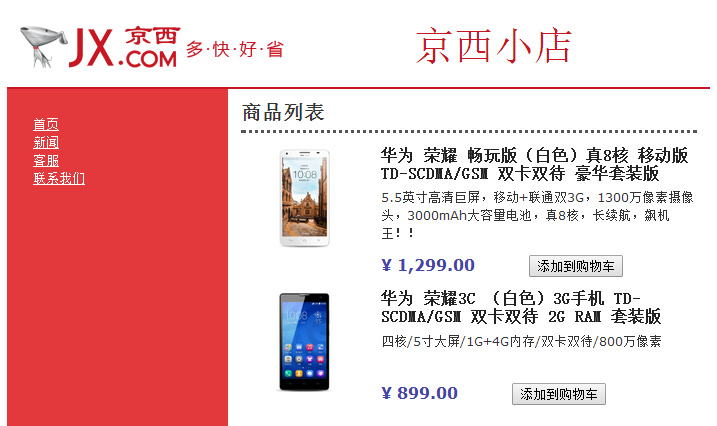 JX 京西
.COM 多·快·好·省
京西小店
首页
新闻
客服
联系我们
商品列表
华为 荣耀 畅玩版（白色）真8核 移动版
TD-SCDMA/GSM 双卡双待 豪华套装版
5.5英寸高清巨屏，移动+联通双3G，1300万像素摄像
头，3000mAh大容量电池，真8核，长续航，飙机
王！！
¥ 1,299.00 添加到购物车
华为 荣耀3C （白色）3G手机 TD-
SCDMA/GSM 双卡双待 2G RAM 套装版
四核/5寸大屏/1G+4G内存/双卡双待/800万像素
¥ 899.00 添加到购物车